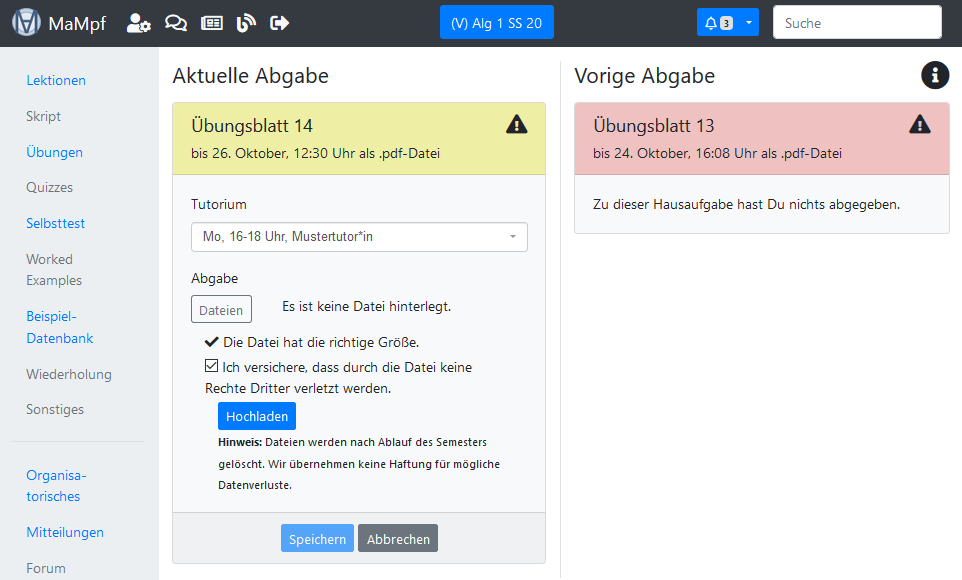 MaMpf
(V) Alg 1 SS 20
3
Suche
Lektionen
Skript
Übungen
Quizzes
Selbsttest
Worked
Examples
Beispiel-
Datenbank
Wiederholung
Sonstiges
Organisa-
torisches
Mitteilungen
Forum
Aktuelle Abgabe
Übungsblatt 14
bis 26. Oktober, 12:30 Uhr als .pdf-Datei
Tutorium
Mo, 16-18 Uhr, Mustertutor*in
Abgabe
Dateien
Es ist keine Datei hinterlegt.
Die Datei hat die richtige Größe.
Ich versichere, dass durch die Datei keine
Rechte Dritter verletzt werden.
Hochladen
Hinweis: Dateien werden nach Ablauf des Semesters
gelöscht. Wir übernehmen keine Haftung für mögliche
Datenverluste.
Speichern
Abbrechen
Vorige Abgabe
Übungsblatt 13
bis 24. Oktober, 16:08 Uhr als .pdf-Datei
Zu dieser Hausaufgabe hast Du nichts abgegeben.